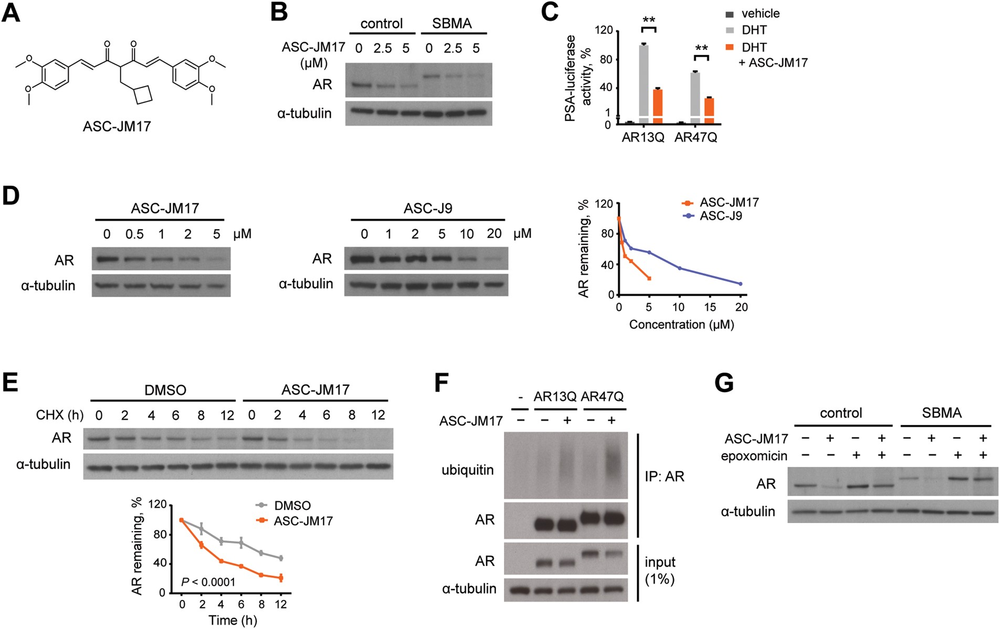 A
O O
O
O
O
O
ASC-JM17
B
control SBMA
ASC-JM17 0 2.5 5 0 2.5 5
(µM)
AR
α-tubulin
C
vehicle
DHT
DHT
+ ASC-JM17
PSA-luciferase
activity, %
120
80
40
1
0
**
**
AR13Q AR47Q
D
ASC-JM17
0 0.5 1 2 5 µM
AR
α-tubulin
ASC-J9
0 1 2 5 10 20 µM
AR
α-tubulin
AR remaining, %
120
80
40
0
ASC-JM17
ASC-J9
0 5 10 15 20
Concentration (µM)
E
DMSO ASC-JM17
CHX (h) 0 2 4 6 8 12 0 2 4 6 8 12
AR
α-tubulin
AR remaining, %
120
80
40
0
DMSO
ASC-JM17
P < 0.0001
0 2 4 6 8 12
Time (h)
F
- AR13Q AR47Q
ASC-JM17 − − + − +
ubiquitin
AR
IP: AR
AR
α-tubulin
input
(1%)
G
control SBMA
ASC-JM17 − + − + − + − +
epoxomicin − − + + − − + +
AR
α-tubulin